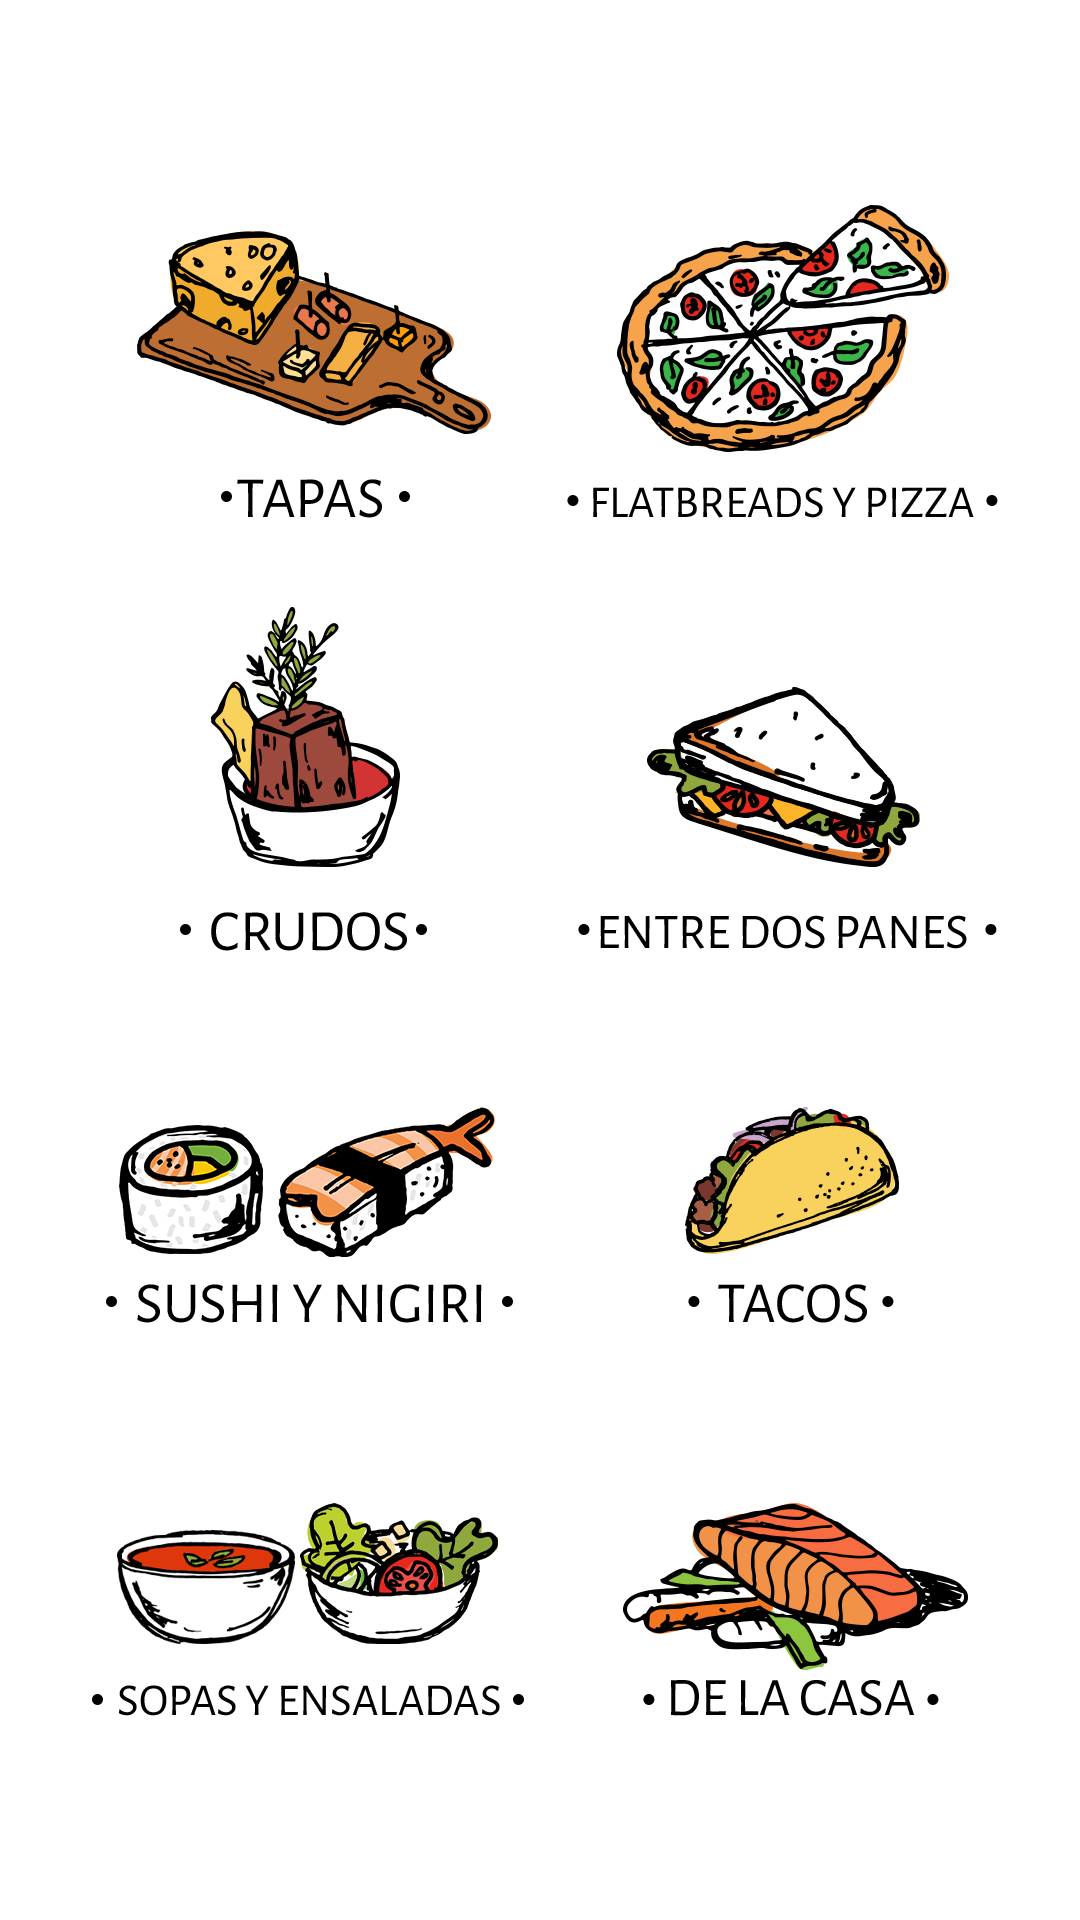 •TAPAS •
• FLATBREADS Y PIZZA •
• CRUDOS•
•ENTRE DOS PANES •
• SUSHI Y NIGIRI •
• TACOS •
• SOPAS Y ENSALADAS •
• DE LA CASA •